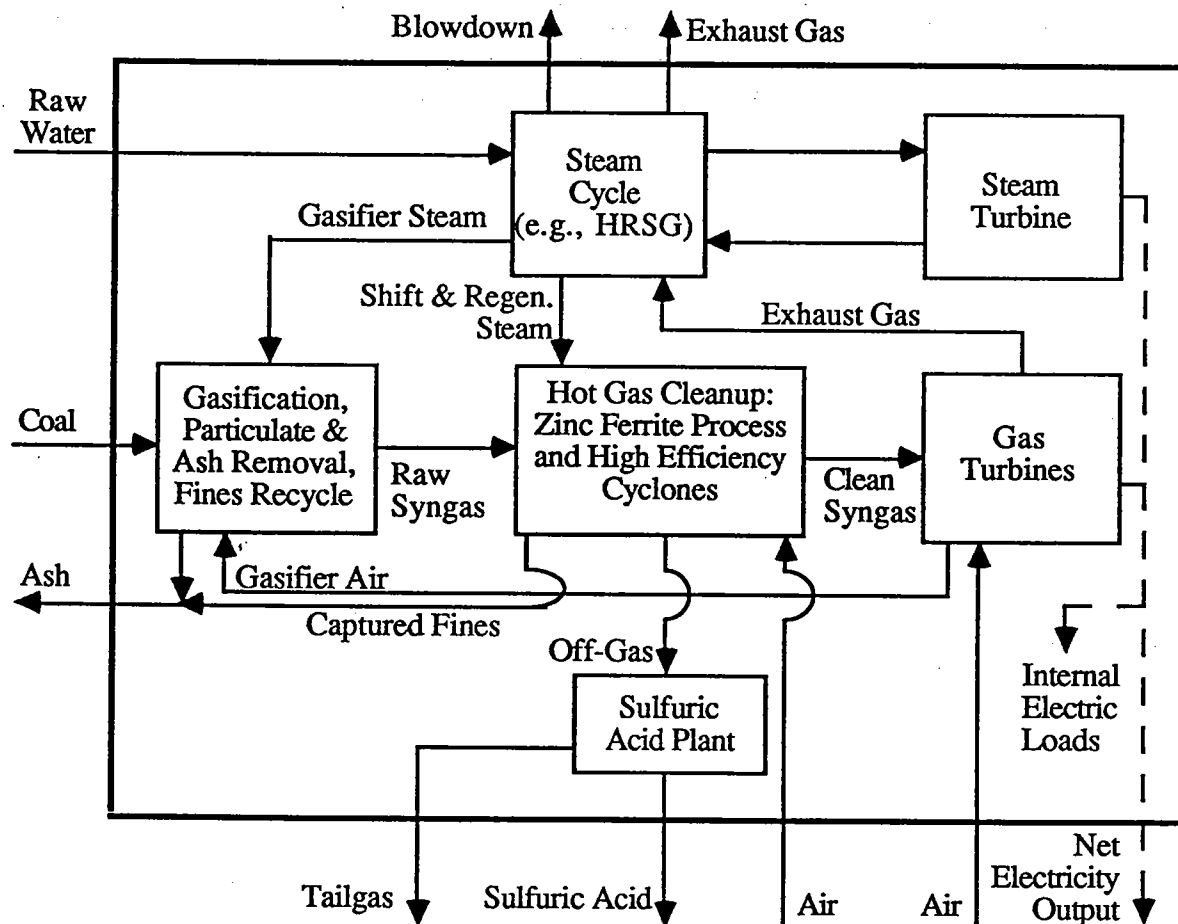 Blowdown
Exhaust Gas
Raw
Water
Steam
Cycle
(e.g., HRSG)
Steam
Turbine
Gasifier Steam
Shift & Regen.
Steam
Exhaust Gas
Coal
Gasification,
Particulate &
Ash Removal,
Fines Recycle
Raw
Syngas
Hot Gas Cleanup:
Zinc Ferrite Process
and High Efficiency
Cyclones
Clean
Syngas
Gas
Turbines
Ash
Gasifier Air
Captured Fines
Off-Gas
Sulfuric
Acid Plant
Internal
Electric
Loads
Tailgas
Sulfuric Acid
Air
Air
Net
Electricity
Output